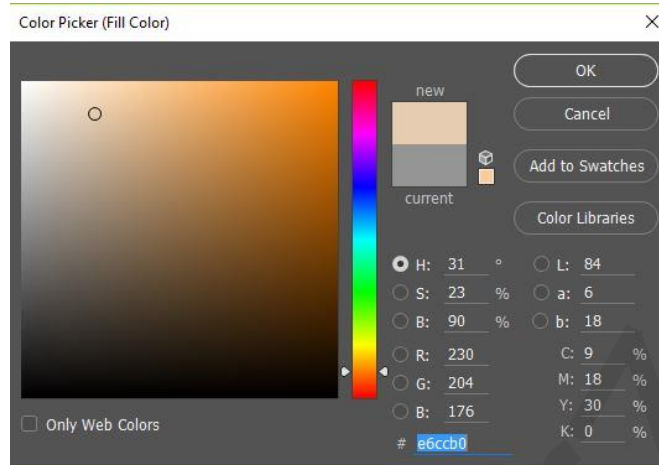 Color Picker (Fill Color)
new
current
OK
Cancel
Add to Swatches
Color Libraries
H: 31 °
S: 23 %
B: 90 %
R: 230
G: 204
B: 176
# e6ccb0
L: 84
a: 6
b: 18
C: 9 %
M: 18 %
Y: 30 %
K: 0 %
Only Web Colors